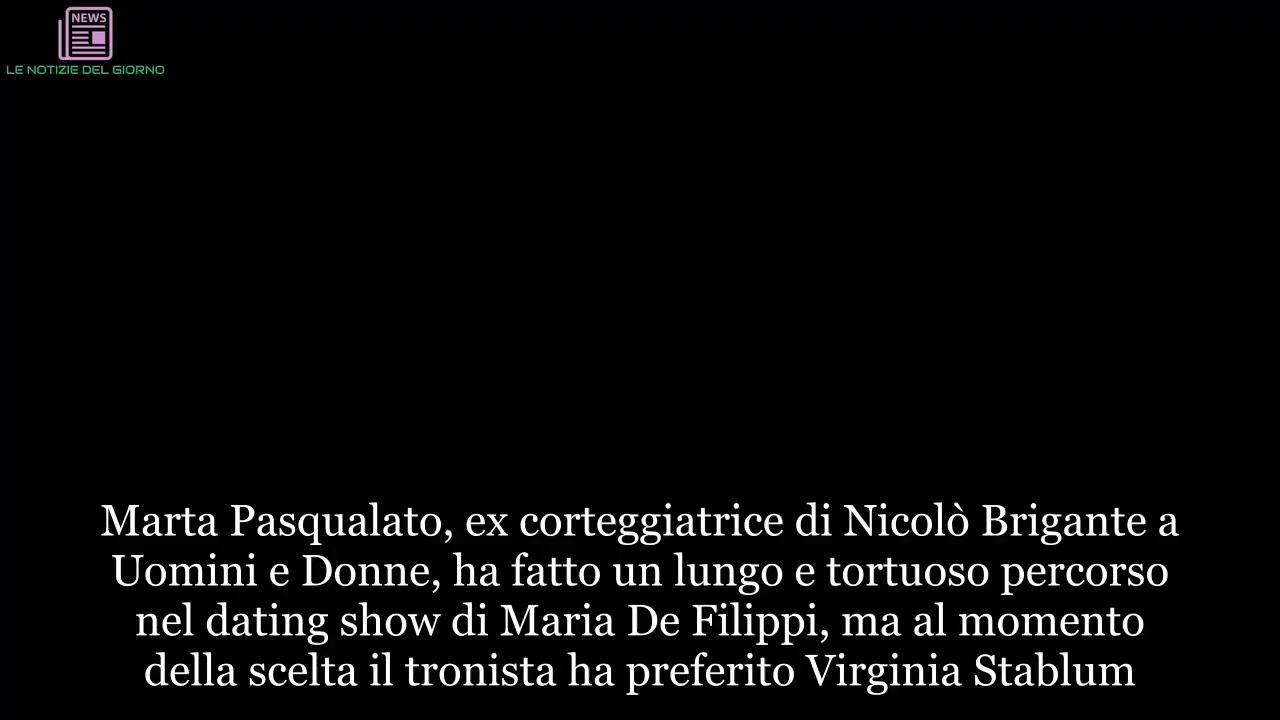 NEWS
LE NOTIZIE DEL GIORNO
Marta Pasqualato, ex corteggiatrice di Nicolò Brigante a
Uomini e Donne, ha fatto un lungo e tortuoso percorso
nel dating show di Maria De Filippi, ma al momento
della scelta il tronista ha preferito Virginia Stablum